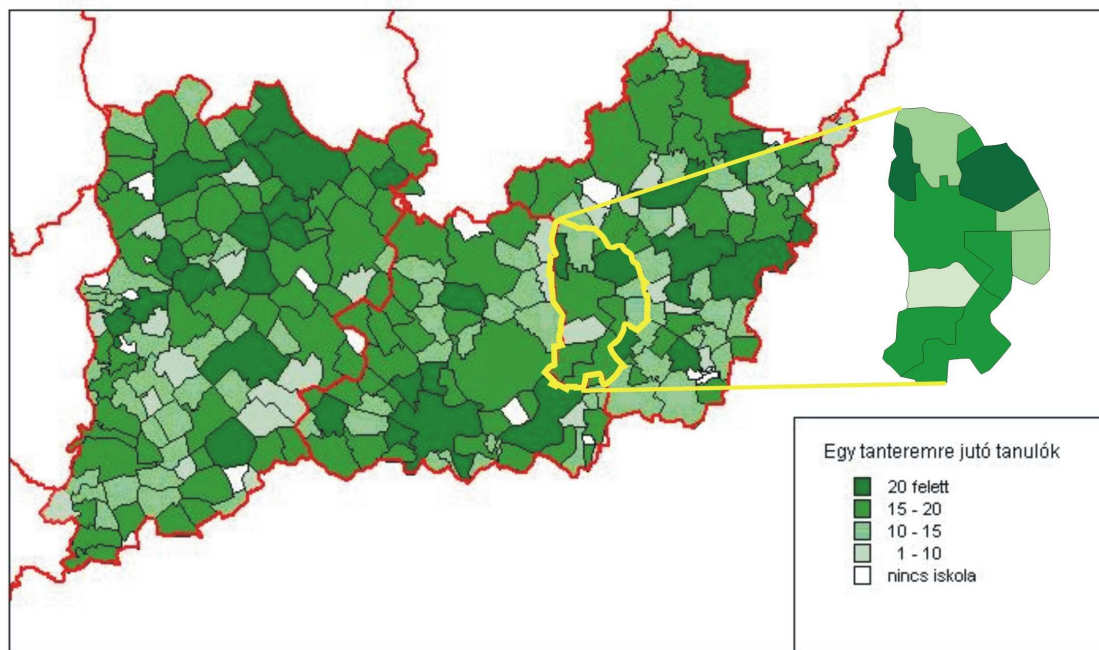 Egy tanteremre jutó tanulók
20 felett
15 - 20
10 - 15
1 - 10
nincs iskola